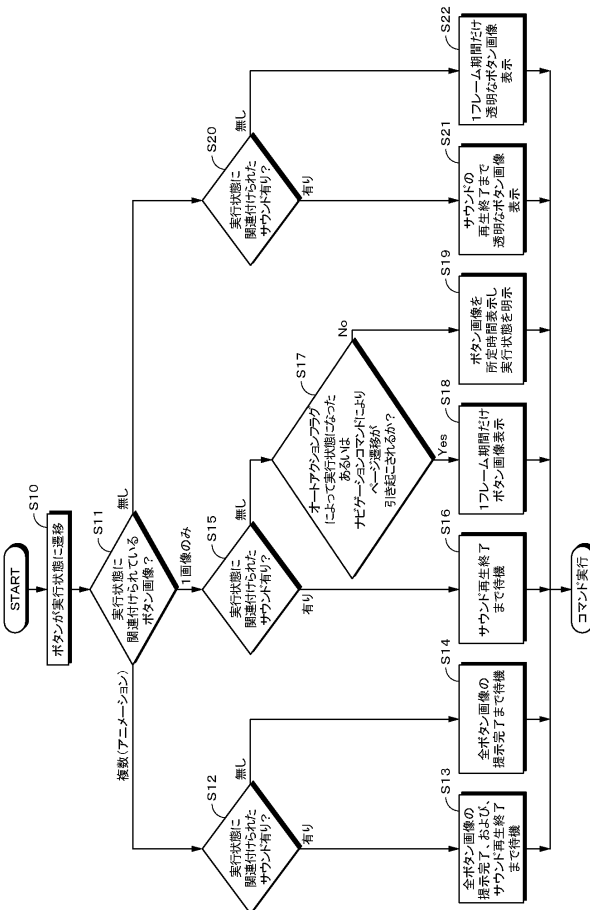 START
S10
ボタンが実行状態に遷移
S11
実行状態に
関連付けられている
ボタン画像?
複数(アニメーション)
1画像のみ
無し
S12
実行状態に
関連付けられた
サウンド有り?
有り
無し
S13
全ボタン画像の
提示完了、および、
サウンド再生終了
まで待機
S14
全ボタン画像の
提示完了まで待機
S15
実行状態に
関連付けられた
サウンド有り?
有り
無し
S16
サウンド再生終了
まで待機
S17
オートアクションフラグ
によって実行状態になった
あるいは
ナビゲーションコマンドにより
ページ遷移が
引き起こされるか?
Yes
No
S18
1フレーム期間だけ
ボタン画像表示
S19
ボタン画像を
所定時間表示し
実行状態を明示
S20
実行状態に
関連付けられた
サウンド有り?
有り
無し
S21
サウンドの
再生終了まで
透明なボタン画像
表示
S22
1フレーム期間だけ
透明なボタン画像
表示
コマンド実行